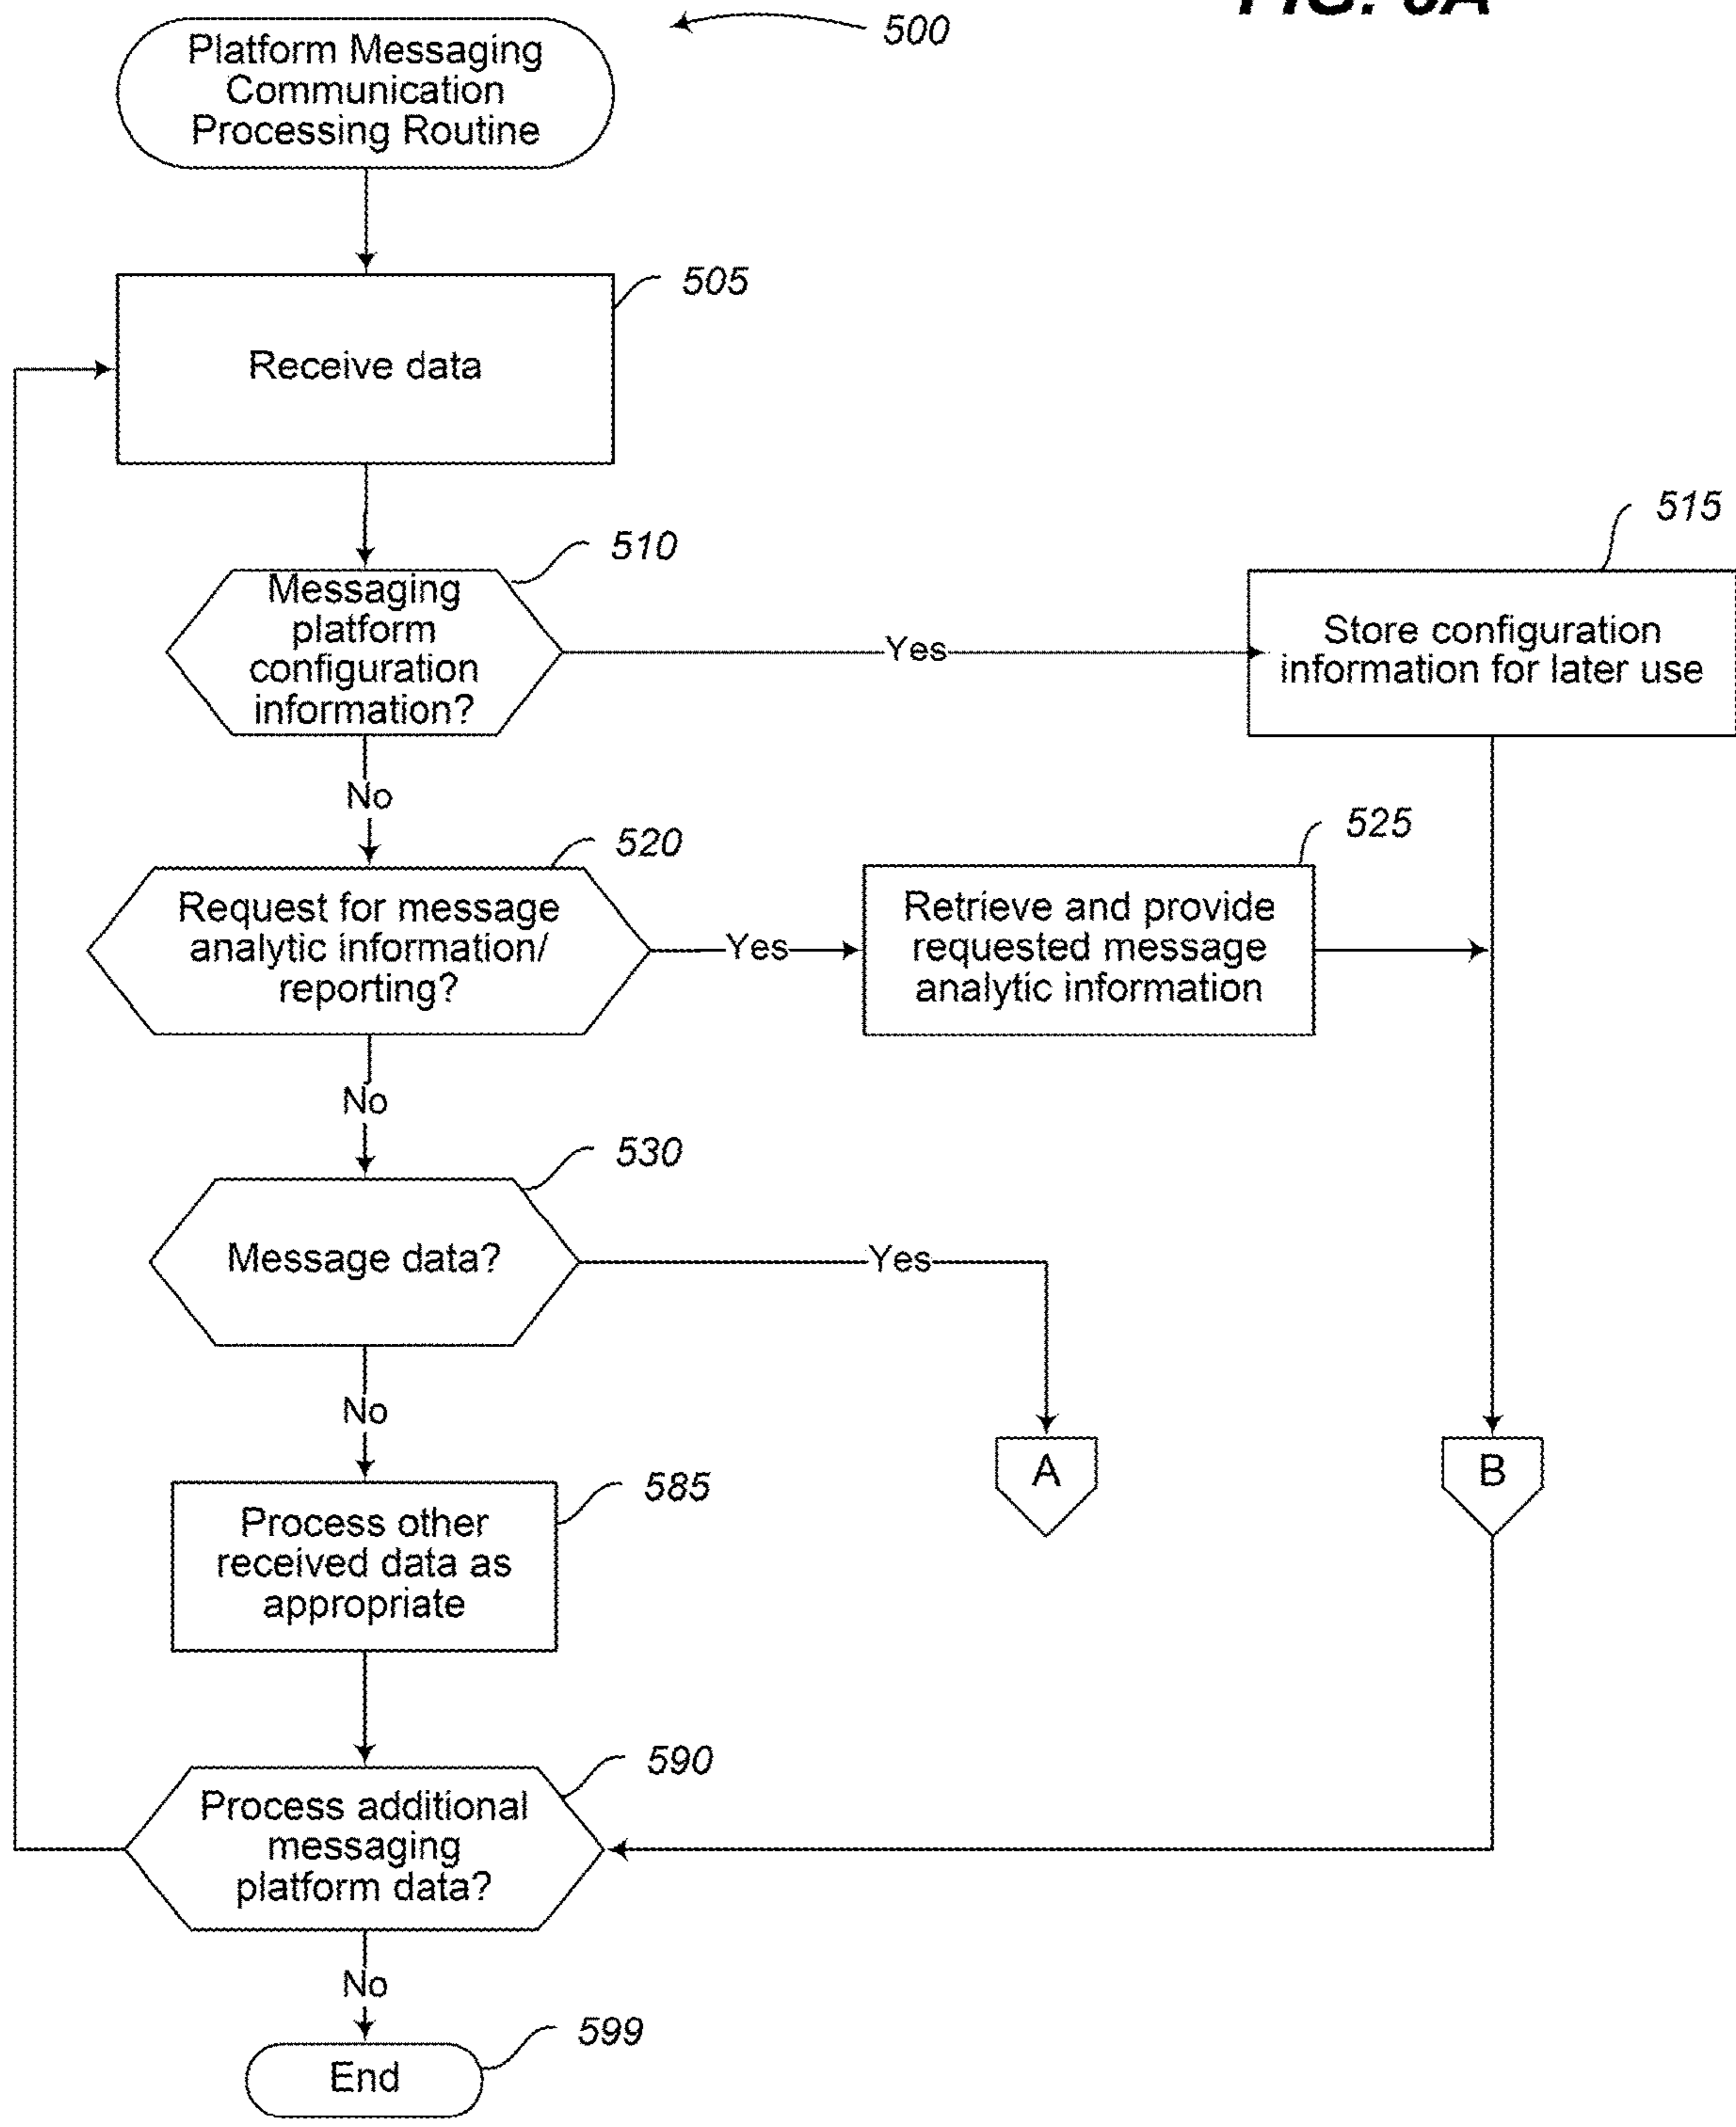 500
Platform Messaging
Communication
Processing Routine
505
Receive data
510
Messaging
platform
configuration
information?
Yes
515
Store configuration
information for later use
No
520
Request for message
analytic information/
reporting?
Yes
525
Retrieve and provide
requested message
analytic information
No
530
Message data?
Yes
No
A
B
585
Process other
received data as
appropriate
590
Process additional
messaging
platform data?
No
599
End